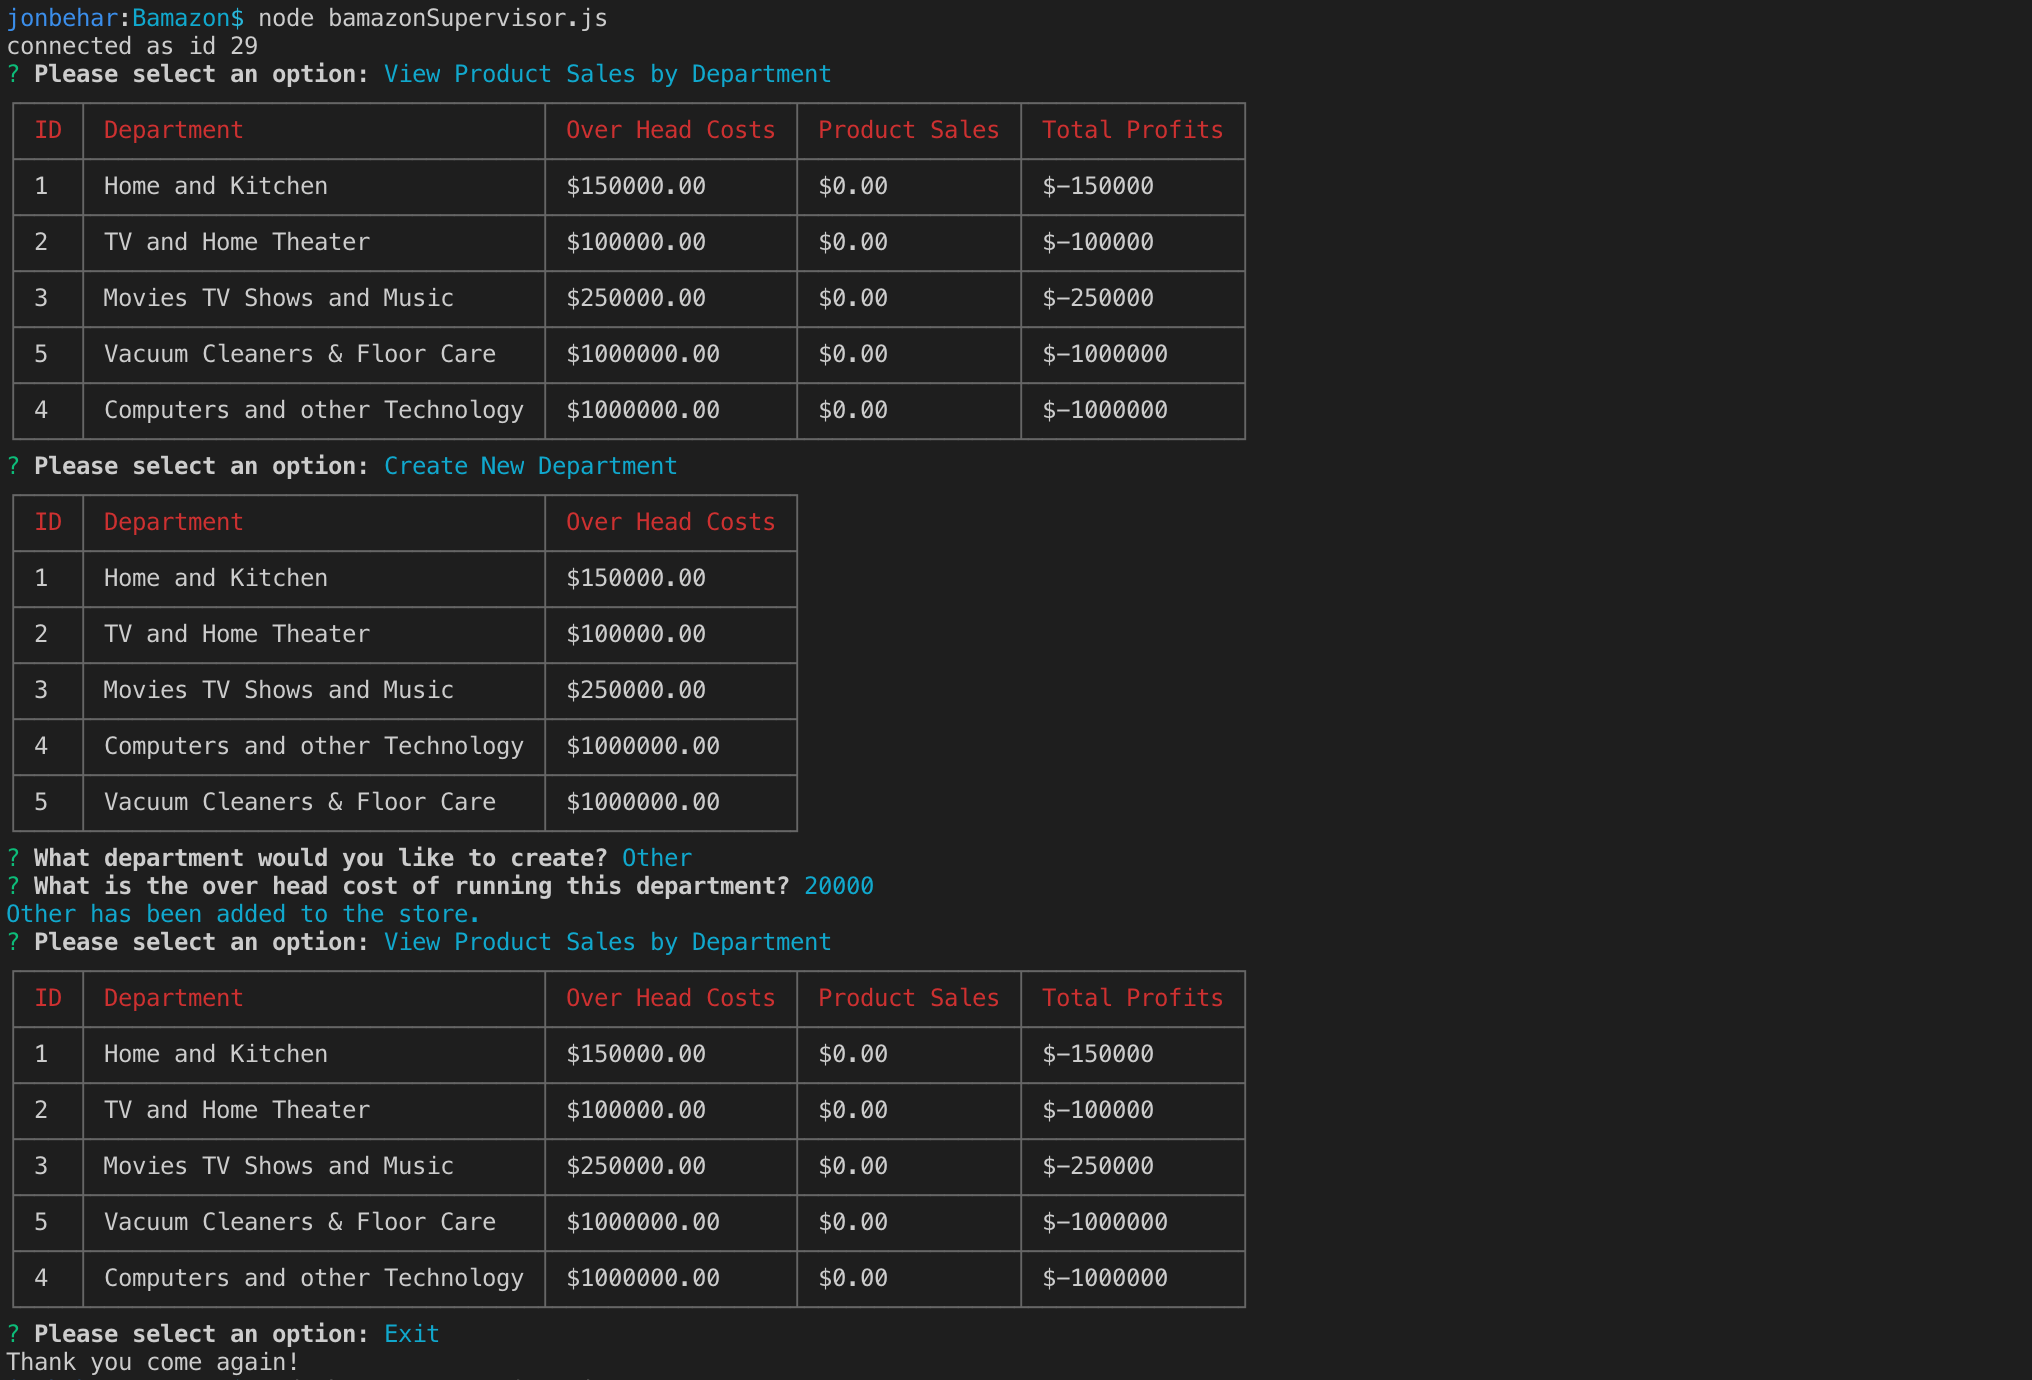 jonbehar:Bamazon$ node bamazonSupervisor.js
connected as id 29
? Please select an option: View Product Sales by Department
ID Department Over Head Costs Product Sales Total Profits
1 Home and Kitchen $150000.00 $0.00 $-150000
2 TV and Home Theater $100000.00 $0.00 $-100000
3 Movies TV Shows and Music $250000.00 $0.00 $-250000
5 Vacuum Cleaners & Floor Care $1000000.00 $0.00 $-1000000
4 Computers and other Technology $1000000.00 $0.00 $-1000000
? Please select an option: Create New Department
ID Department Over Head Costs
1 Home and Kitchen $150000.00
2 TV and Home Theater $100000.00
3 Movies TV Shows and Music $250000.00
4 Computers and other Technology $1000000.00
5 Vacuum Cleaners & Floor Care $1000000.00
? What department would you like to create? Other
? What is the over head cost of running this department? 20000
Other has been added to the store.
? Please select an option: View Product Sales by Department
ID Department Over Head Costs Product Sales Total Profits
1 Home and Kitchen $150000.00 $0.00 $-150000
2 TV and Home Theater $100000.00 $0.00 $-100000
3 Movies TV Shows and Music $250000.00 $0.00 $-250000
5 Vacuum Cleaners & Floor Care $1000000.00 $0.00 $-1000000
4 Computers and other Technology $1000000.00 $0.00 $-1000000
? Please select an option: Exit
Thank you come again!